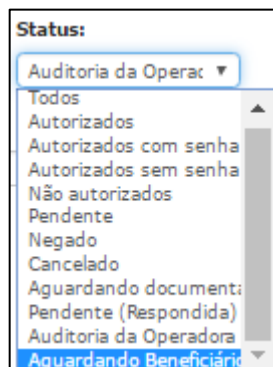 Status:
Auditoria da Operac
Todos
Autorizados
Autorizados com senha
Autorizados sem senha
Não autorizados
Pendente
Negado
Cancelado
Aguardando documenta
Pendente (Respondida)
Auditoria da Operadora
Aguardando Beneficiário